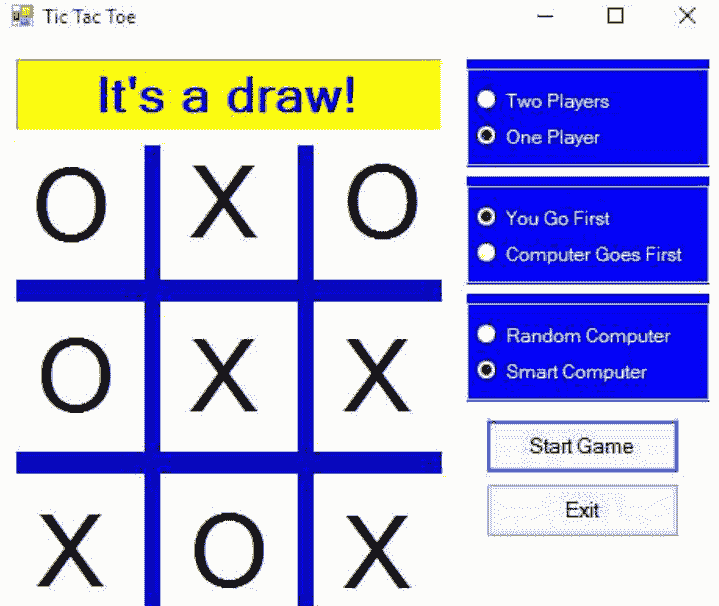 Tic Tac Toe
It's a draw!
Two Players
One Player
O X O
You Go First
Computer Goes First
O X X
Random Computer
Smart Computer
Start Game
X O X
Exit